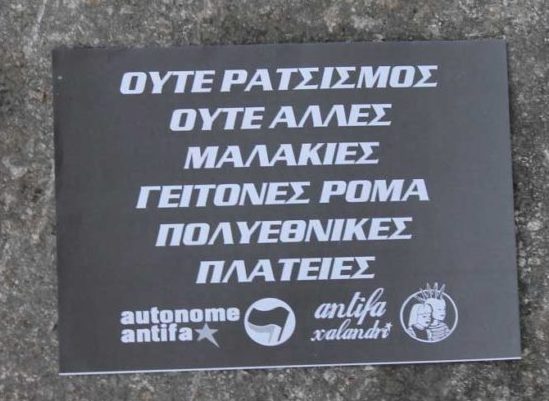 ΟΥΤΕ ΡΑΤΣΙΣΜΟΣ
ΟΥΤΕ ΑΛΛΕΣ
ΜΑΛΑΚΙΕΣ
ΓΕΙΤΟΝΕΣ ΡΟΜΑ
ΠΟΛΥΕΘΝΙΚΕΣ
ΠΛΑΤΕΙΕΣ
autonome
antifa
antifa
xalandri